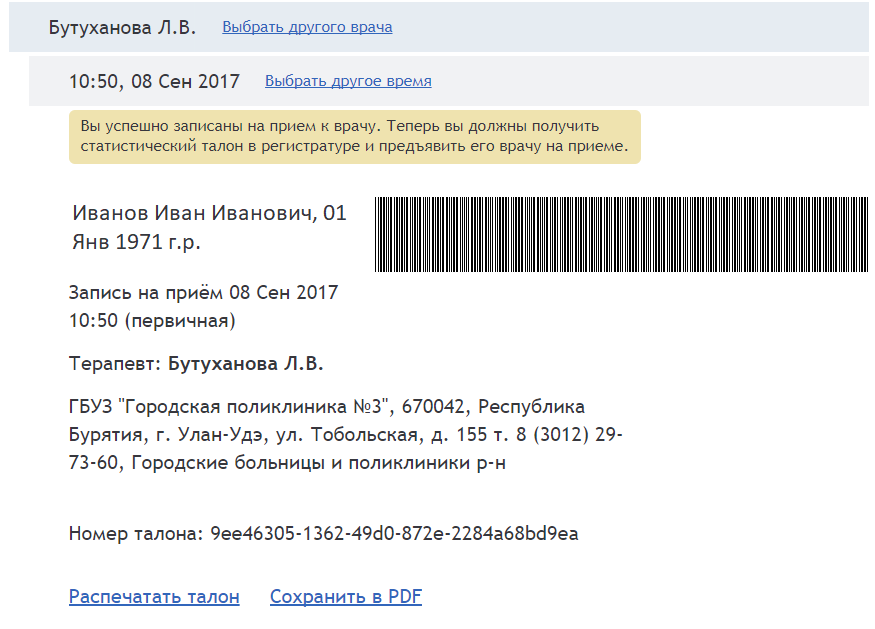 Бутуханова Л.В. Выбрать другого врача
10:50, 08 Сен 2017 Выбрать другое время
Вы успешно записаны на прием к врачу. Теперь вы должны получить
статистический талон в регистратуре и предъявить его врачу на приеме.
Иванов Иван Иванович, 01
Янв 1971 г.р.
Запись на приём 08 Сен 2017
10:50 (первичная)
Терапевт: Бутуханова Л.В.
ГБУЗ "Городская поликлиника №3", 670042, Республика
Бурятия, г. Улан-Удэ, ул. Тобольская, д. 155 т. 8 (3012) 29-
73-60, Городские больницы и поликлиники р-н
Номер талона: 9ee46305-1362-49d0-872e-2284a68bd9ea
Распечатать талон Сохранить в PDF